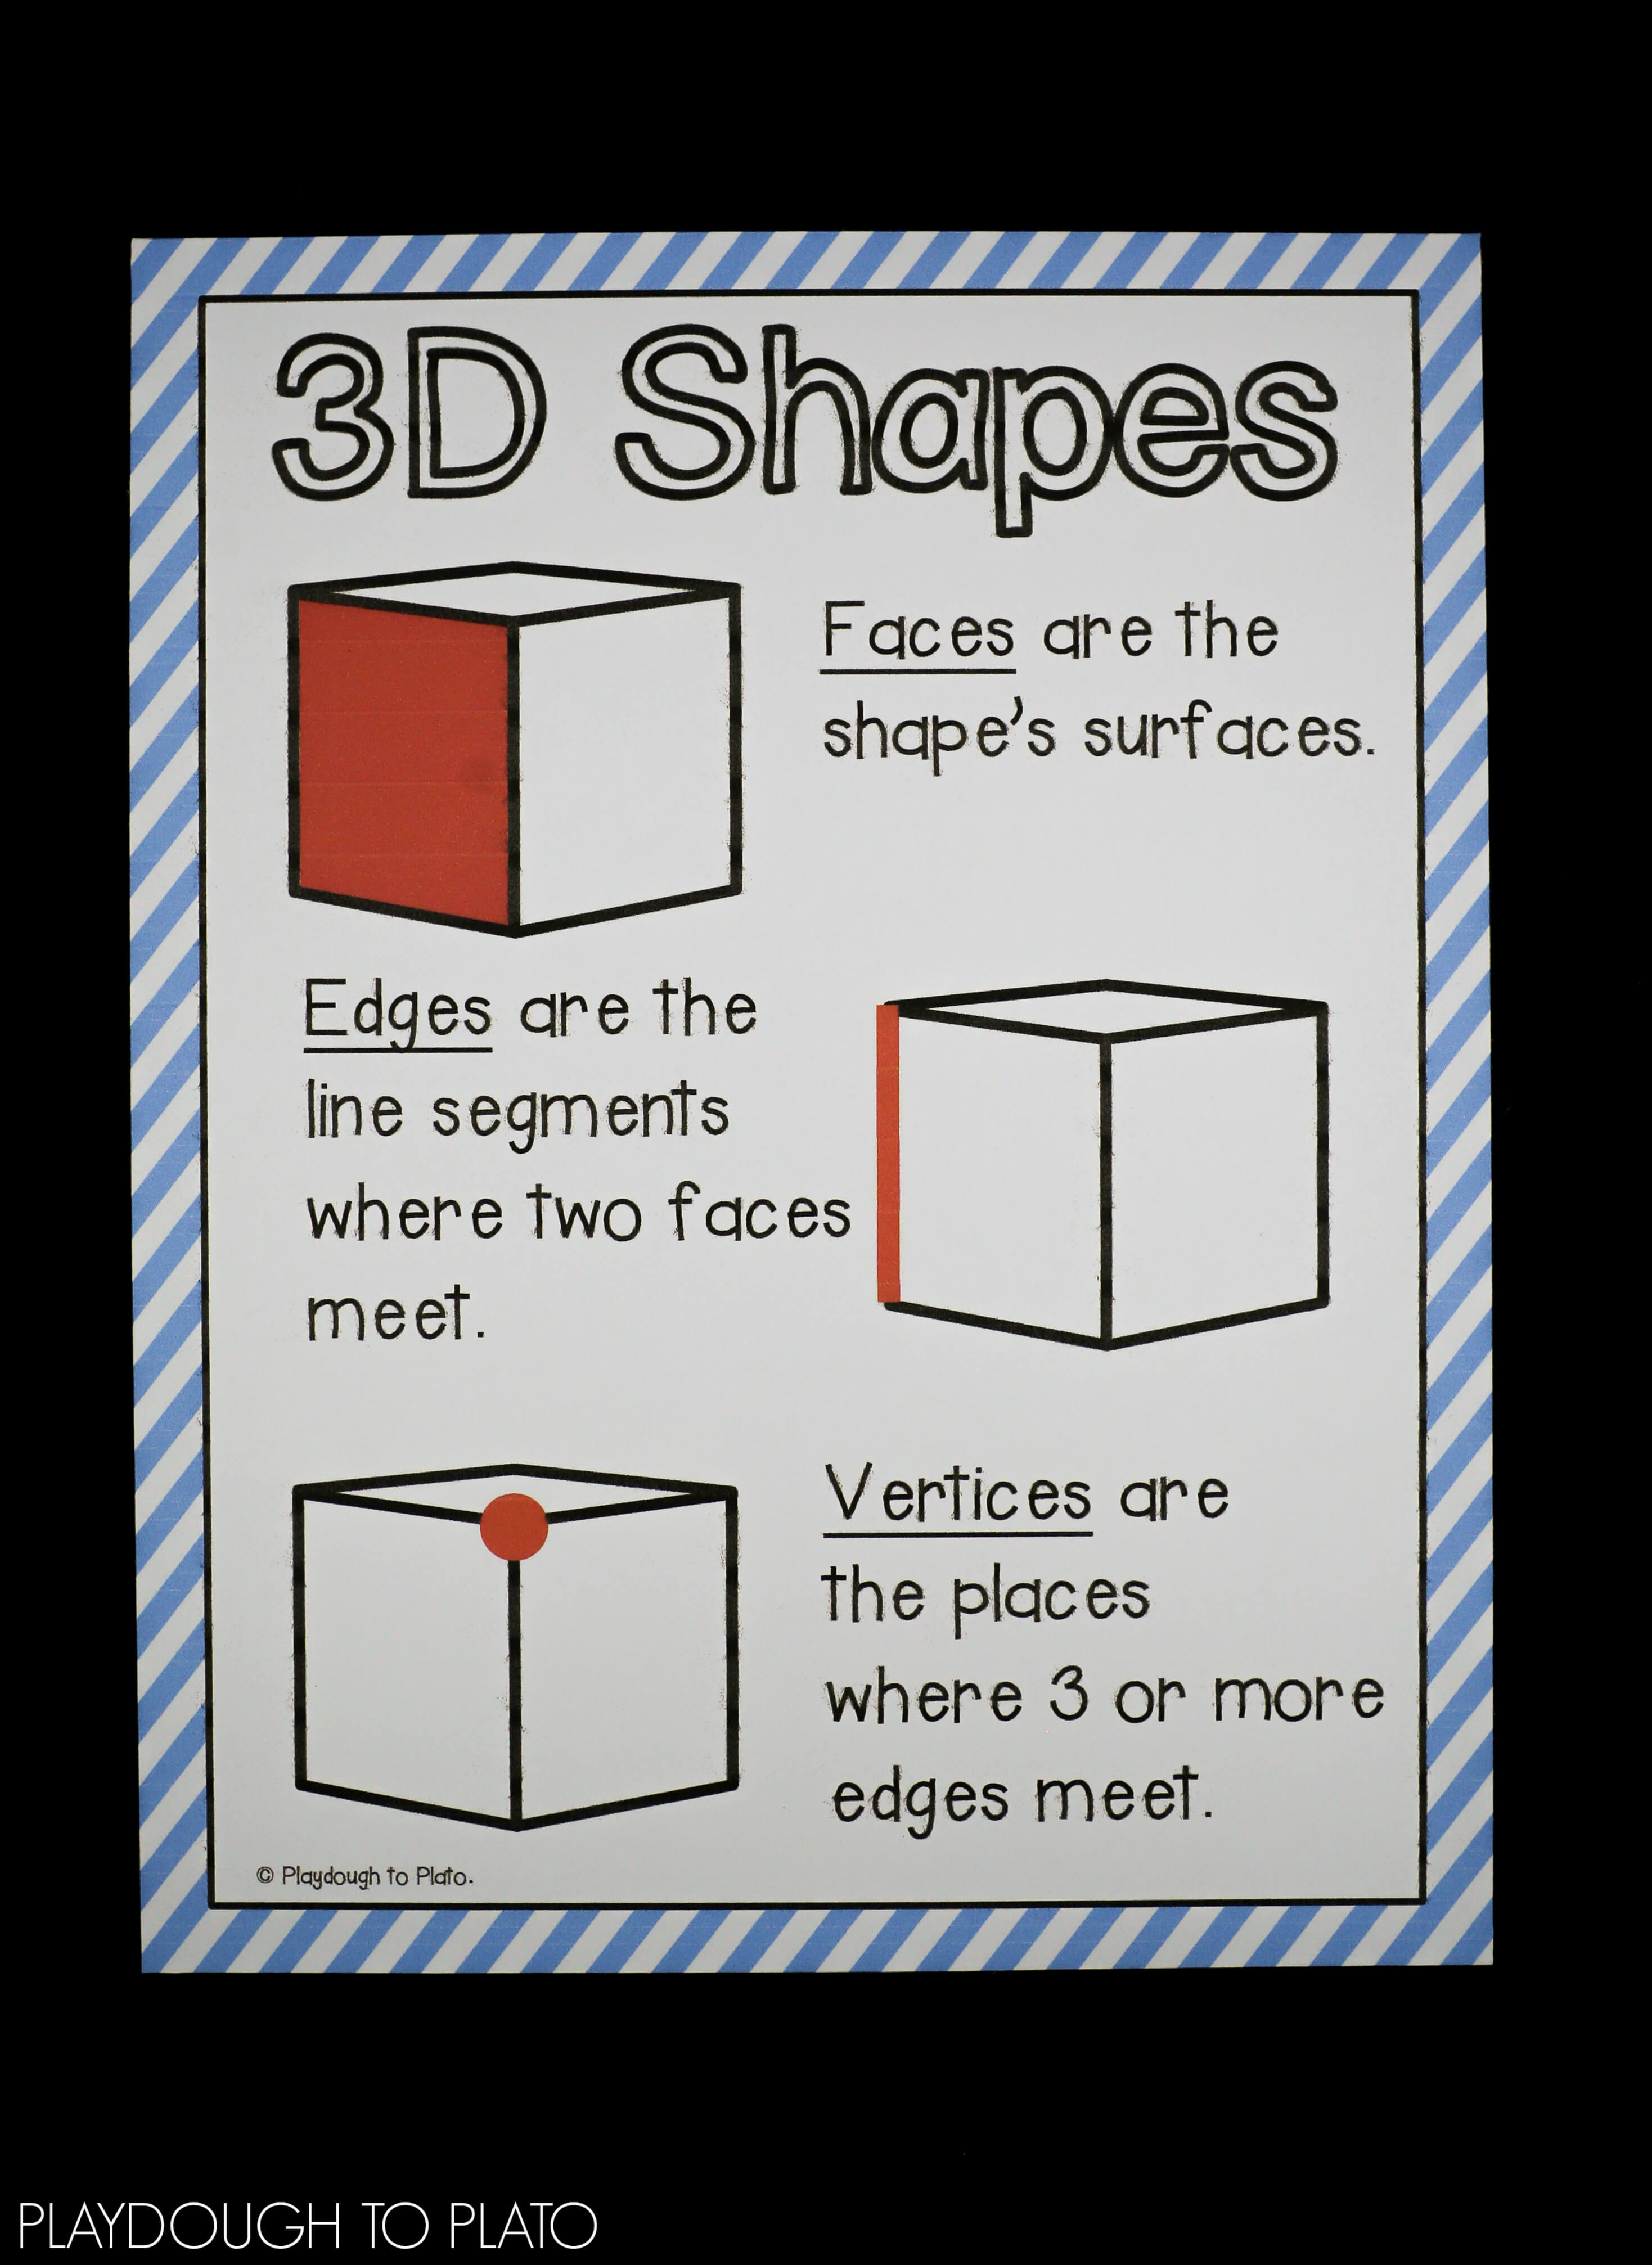 3D Shapes
Faces are the
shape's surfaces.
Edges are the
line segments
where two faces
meet.
Vertices are
the places
where 3 or more
edges meet.
© Playdough to Plato.
PLAYDOUGH TO PLATO